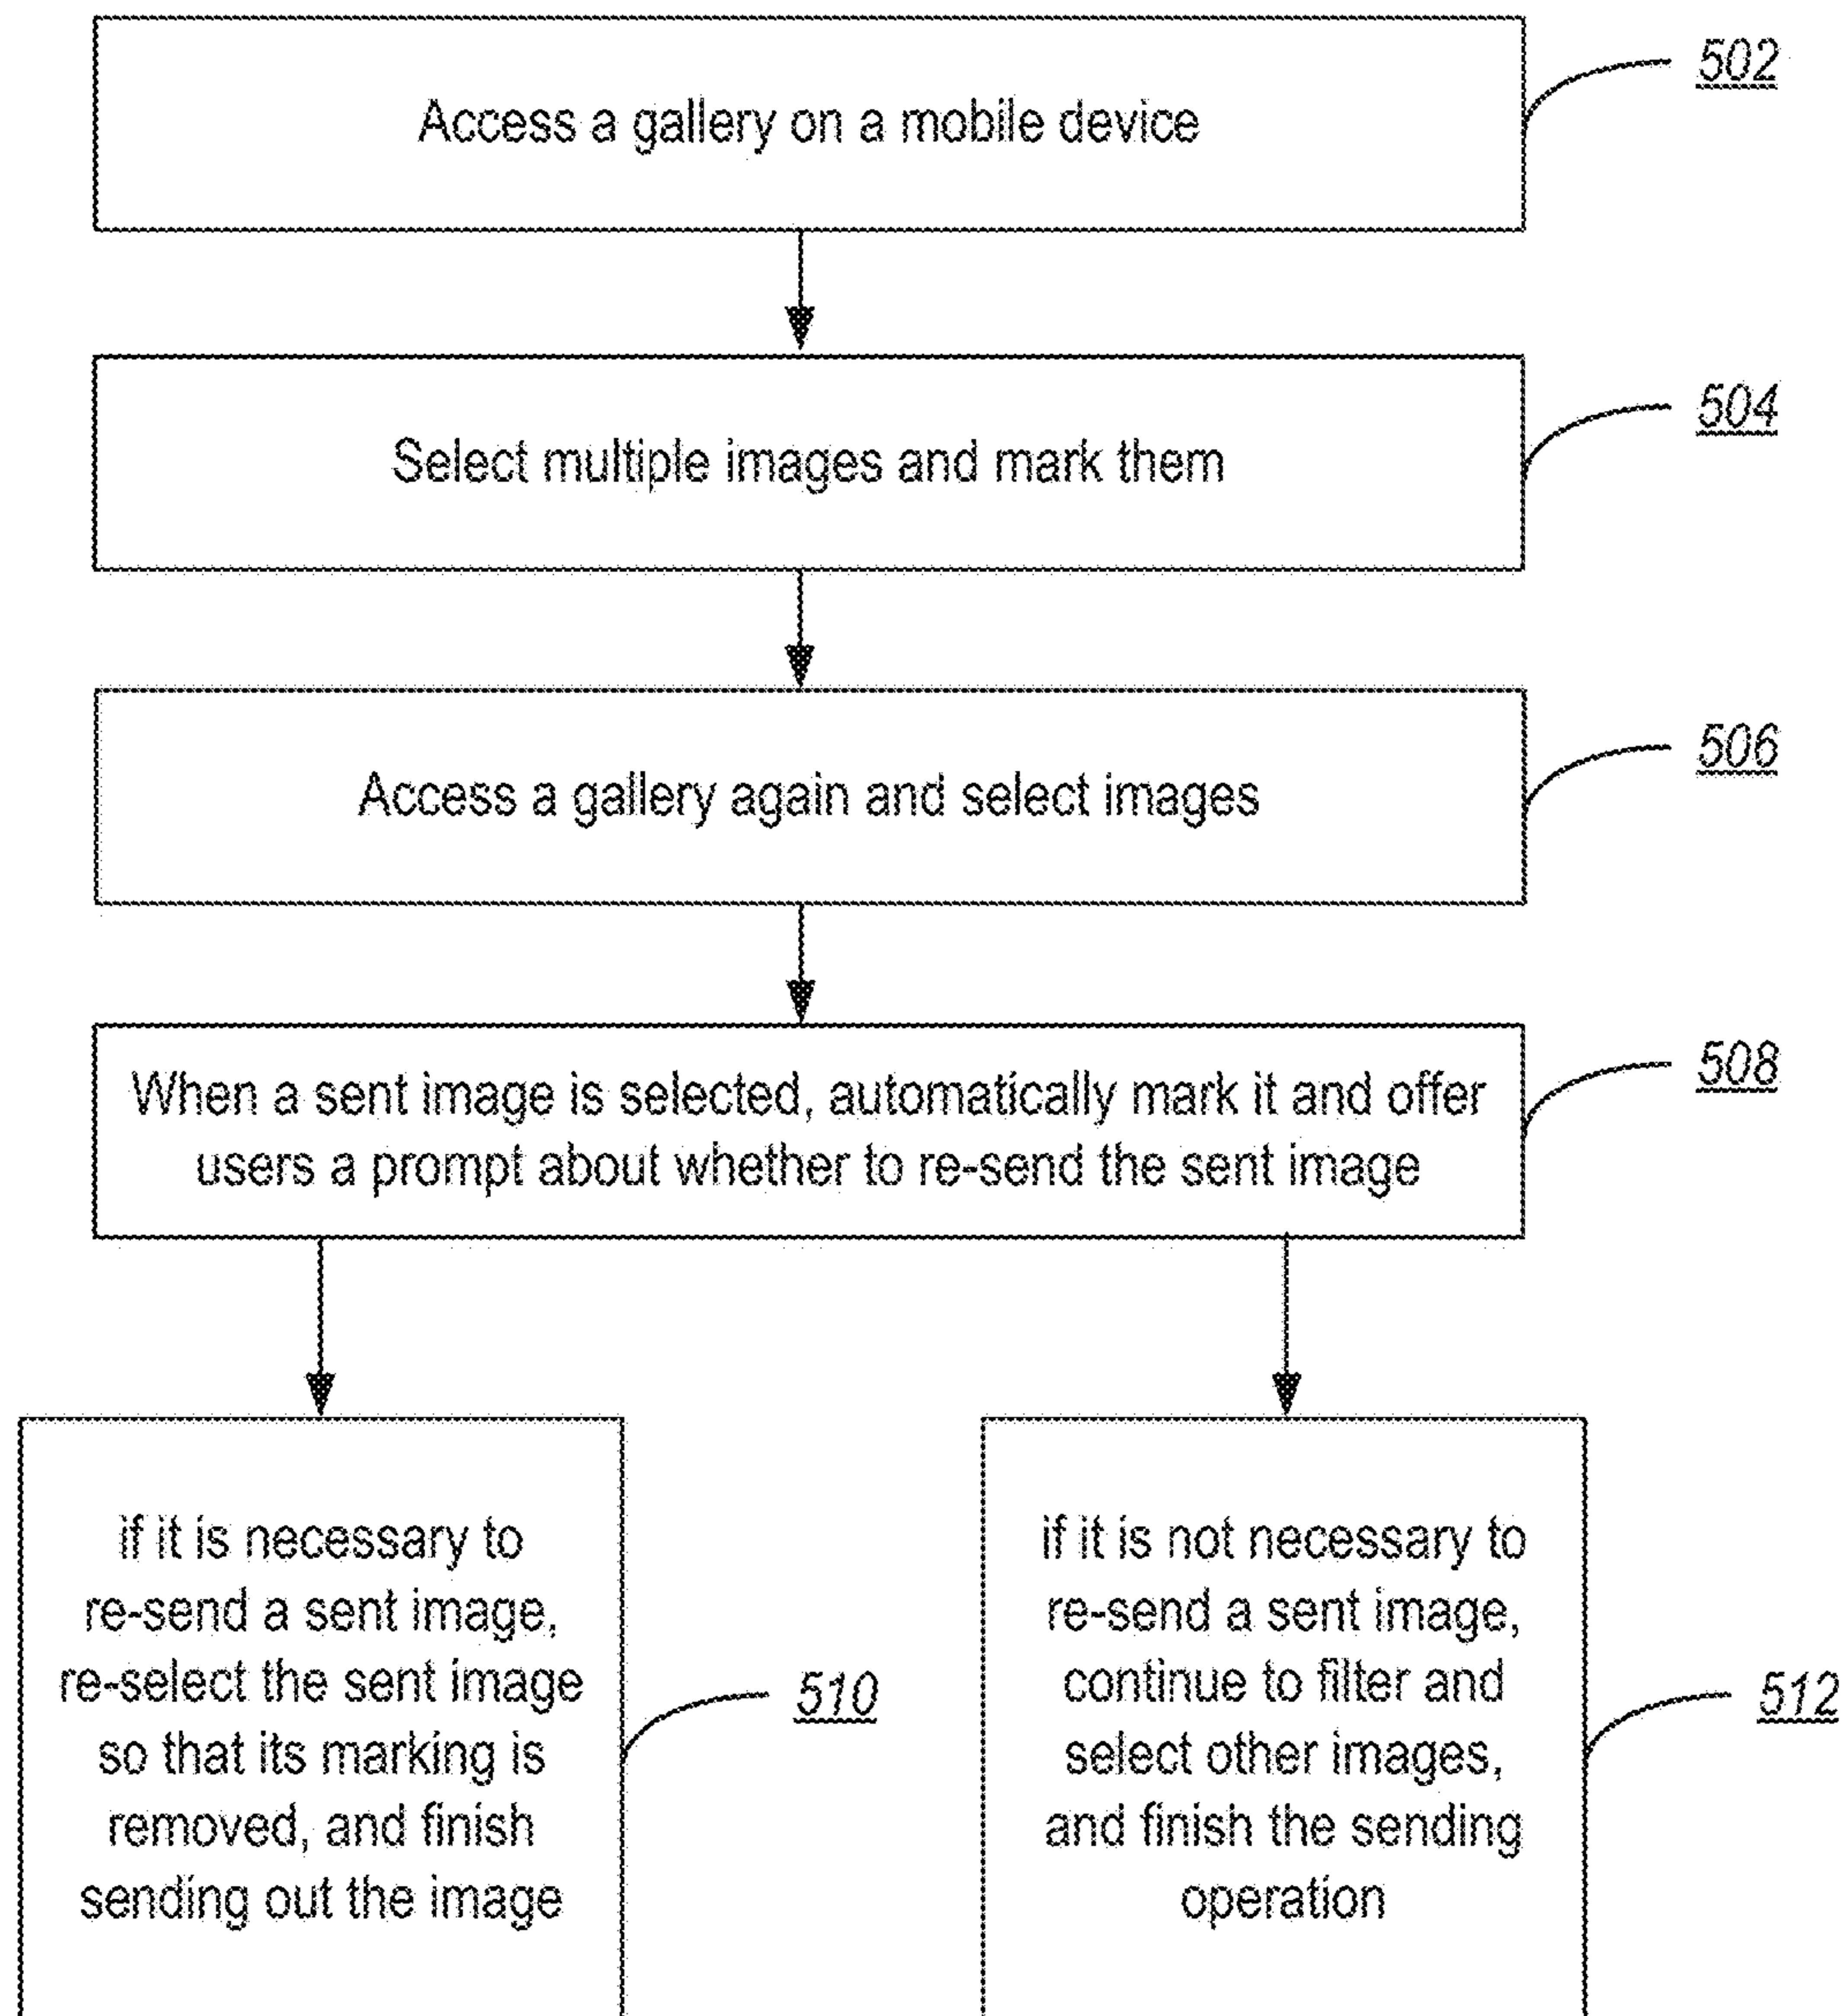 Access a gallery on a mobile device
502
Select multiple images and mark them
504
Access a gallery again and select images
506
When a sent image is selected, automatically mark it and offer
users a prompt about whether to re-send the sent image
508
if it is necessary to
re-send a sent image,
re-select the sent image
so that its marking is
removed, and finish
sending out the image
510
if it is not necessary to
re-send a sent image,
continue to filter and
select other images,
and finish the sending
operation
512